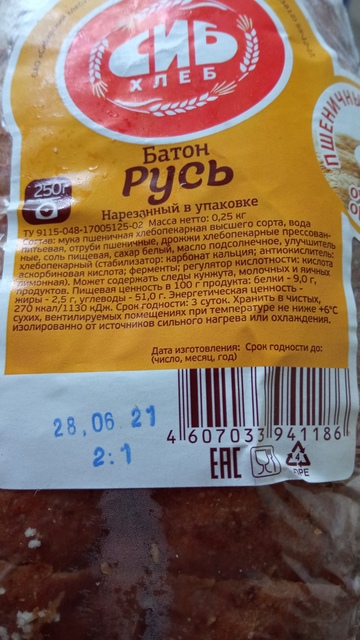 СИБ
ХЛЕБ
ПШЕНИЧНЫ
Батон
РУСЬ
250г
Нарезанный в упаковке
ТУ 9115-048-17005125-02 Масса нетто: 0,25 кг
Состав: мука пшеничная хлебопекарная высшего сорта, вода
питьевая, отруби пшеничные, дрожжи хлебопекарные прессован-
ные, соль пищевая, сахар белый, масло подсолнечное, улучшитель
хлебопекарный (стабилизатор: карбонат кальция; антиокислитель:
аскорбиновая кислота; ферменты; регулятор кислотности: кислота
лимонная). Может содержать следы кунжута, молочных и яичных
продуктов. Пищевая ценность в 100 г продукта: белки - 9,0 г,
жиры - 2,5 г, углеводы - 51,0 г. Энергетическая ценность -
270 ккал/1130 кДж. Срок годности: 3 суток. Хранить в чистых,
сухих, вентилируемых помещениях при температуре не ниже +6°С
изолированно от источников сильного нагрева или охлаждения.
Дата изготовления: Срок годности до:
(число, месяц, год)
28.06 21
2:1
4 607033 941186
ЕАС
4